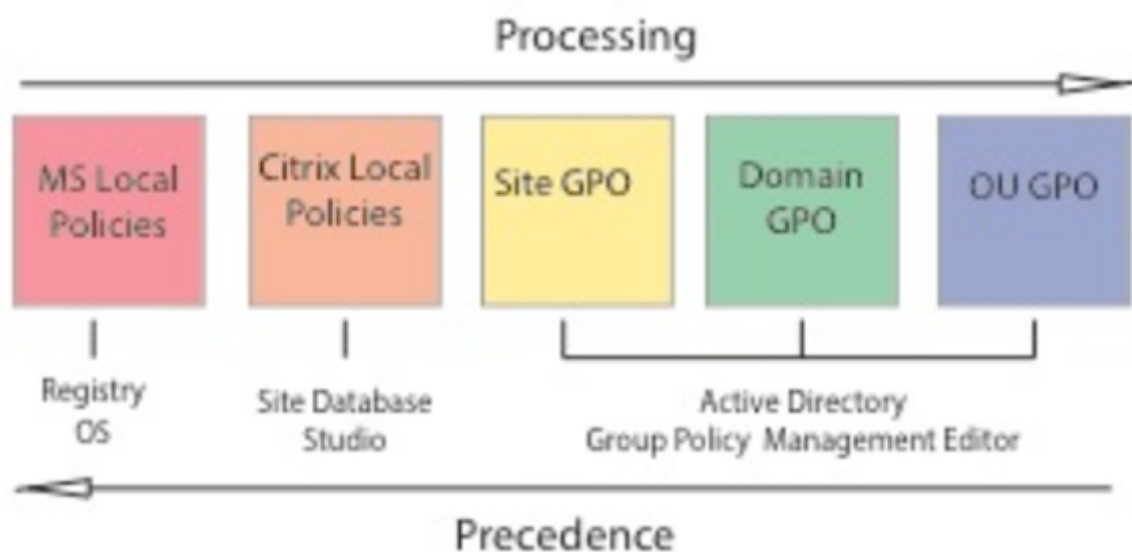 Processing
MS Local
Policies
Citrix Local
Policies
Site GPO
Domain
GPO
OU GPO
Registry
OS
Site Database
Studio
Active Directory
Group Policy Management Editor
Precedence